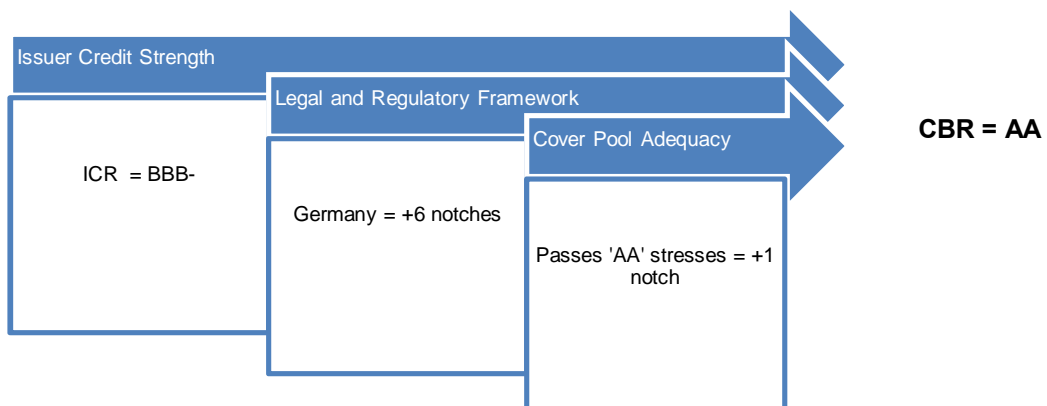 Issuer Credit Strength
Legal and Regulatory Framework
Cover Pool Adequacy
CBR = AA
ICR = BBB-
Germany = +6 notches
Passes 'AA' stresses = +1
notch